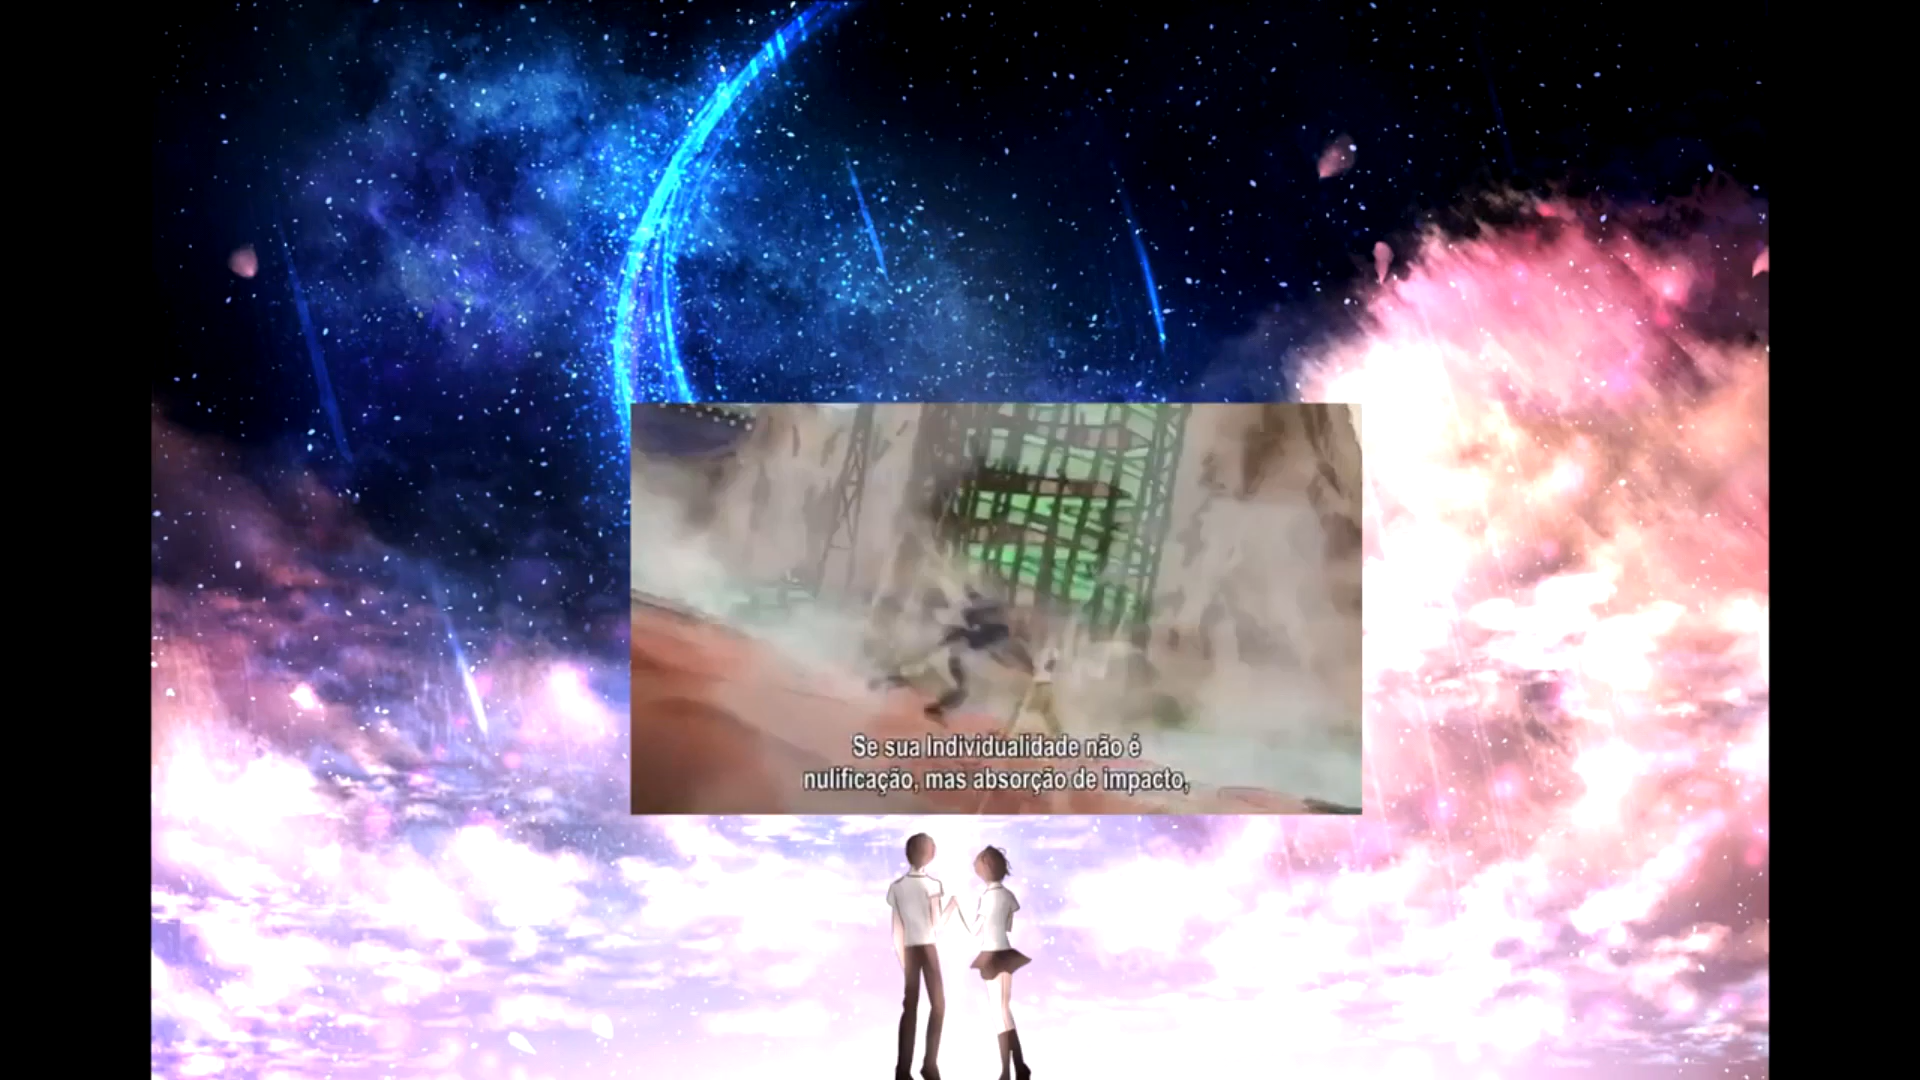 Se sua Individualidade não é
nulificação, mas absorção de impacto,